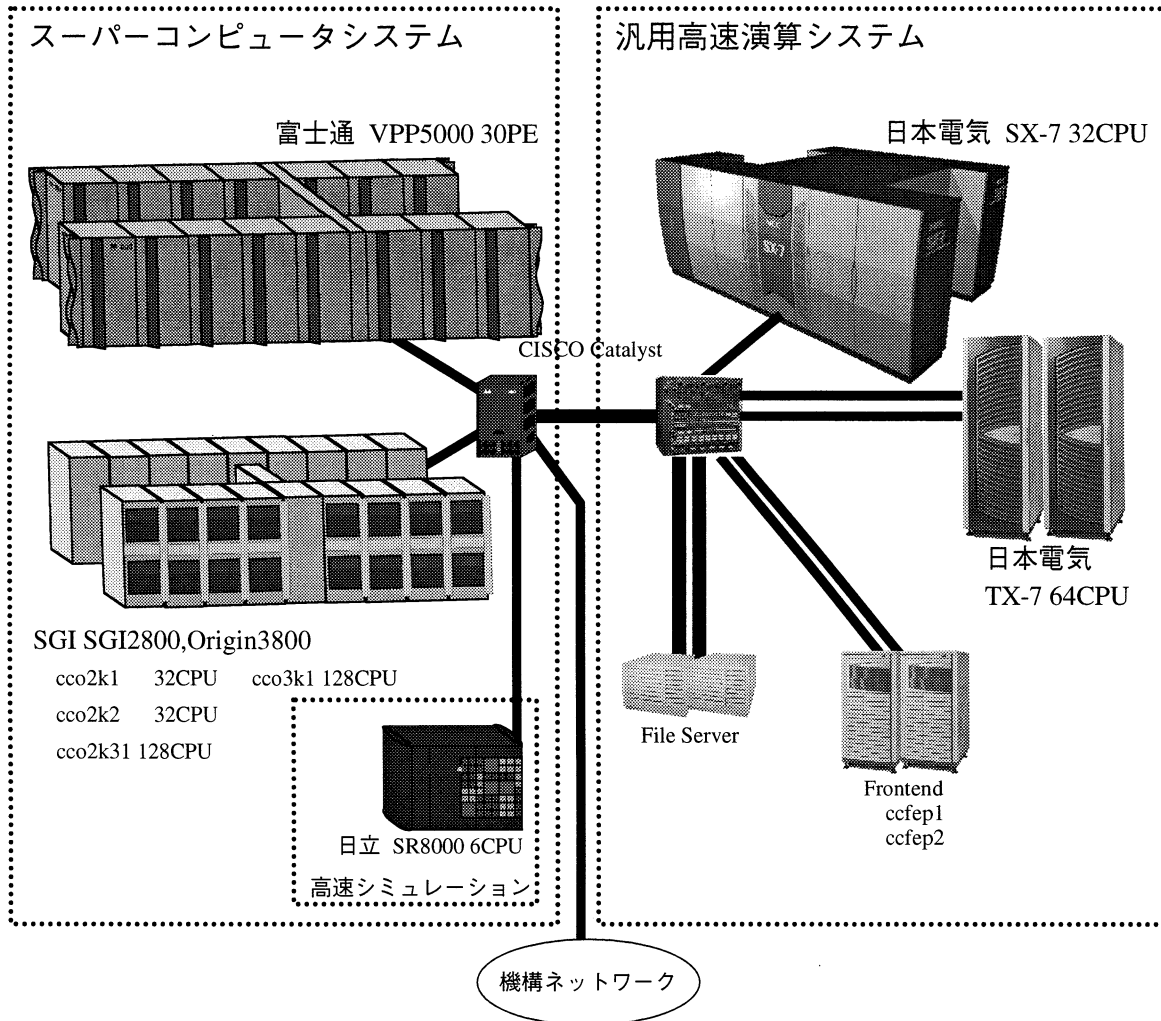 スーパーコンピュータシステム
富士通 VPP5000 30PE
SGI SGI2800,Origin3800
cco2k1 32CPU cco3k1 128CPU
cco2k2 32CPU
cco2k31 128CPU
日立 SR8000 6CPU
高速シミュレーション
CISCO Catalyst
汎用高速演算システム
日本電気 SX-7 32CPU
SX-7
日本電気
TX-7 64CPU
File Server
Frontend
ccfep1
ccfep2
機構ネットワーク